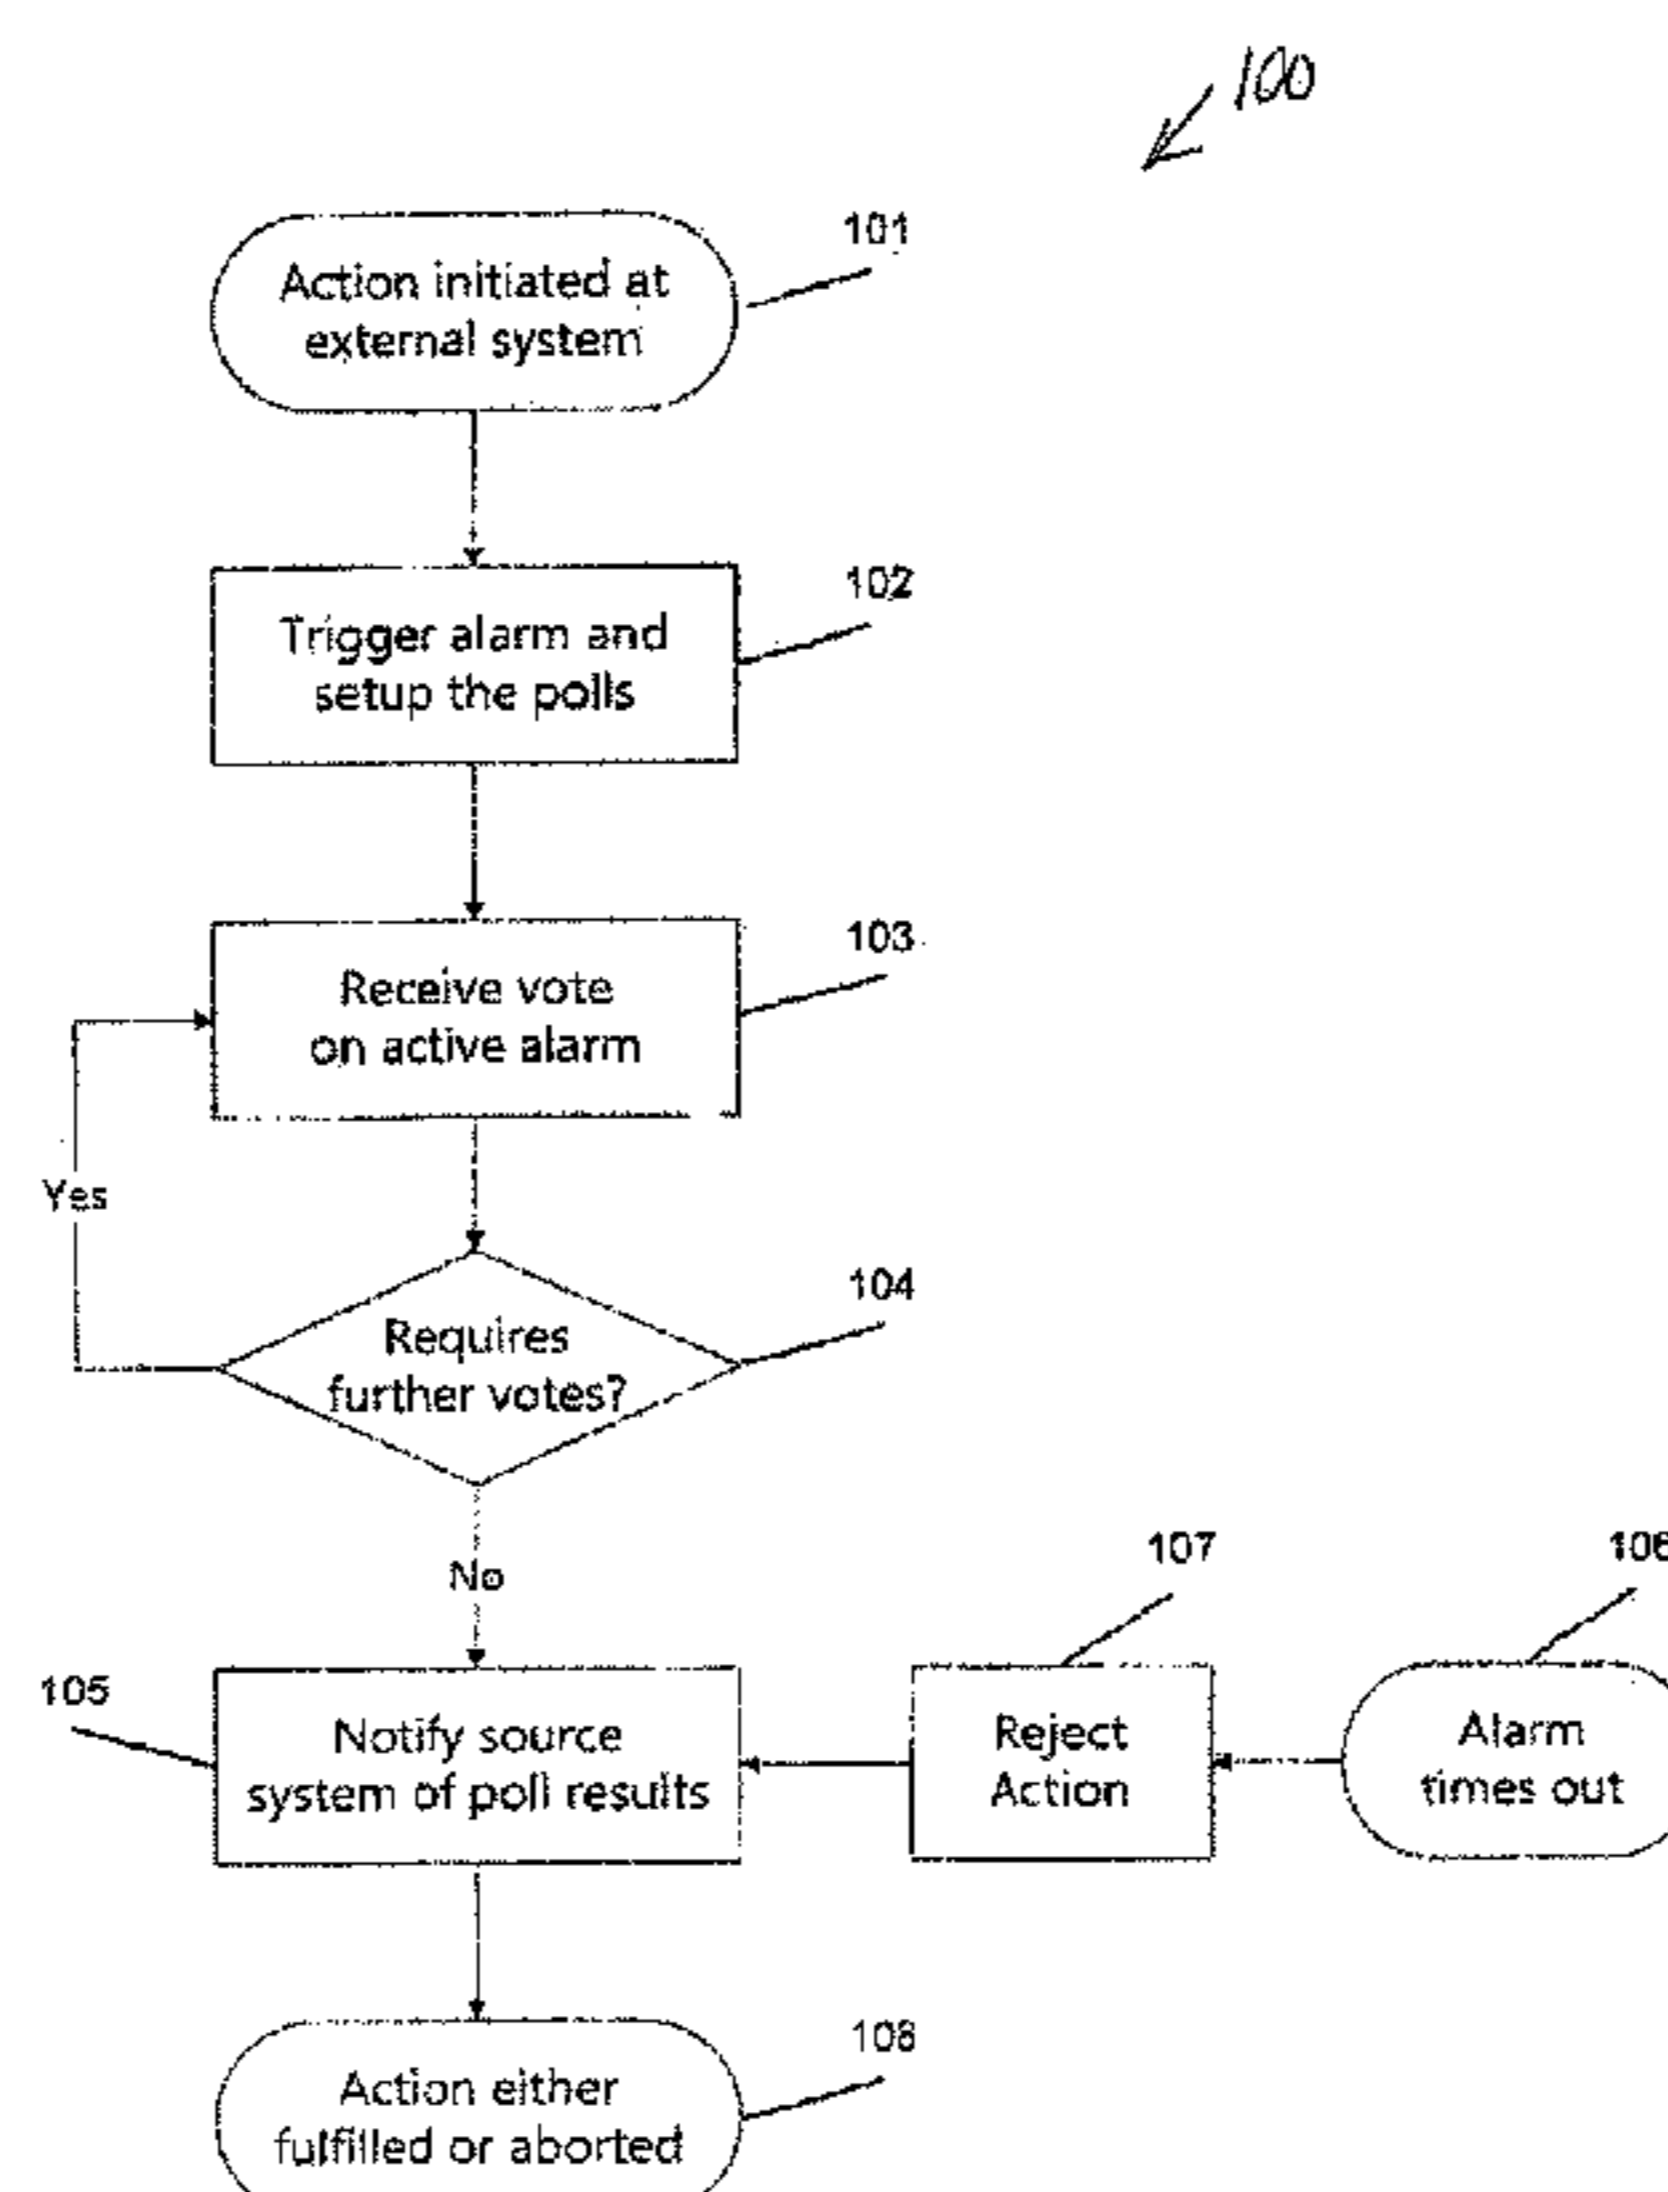 100
101
Action initiated at
external system
102
Trigger alarm and
setup the polls
103
Receive vote
on active alarm
Yes
104
Requires
further votes?
No
107
106
105
Notify source
system of poll results
Reject
Action
Alarm
times out
108
Action either
fulfilled or aborted